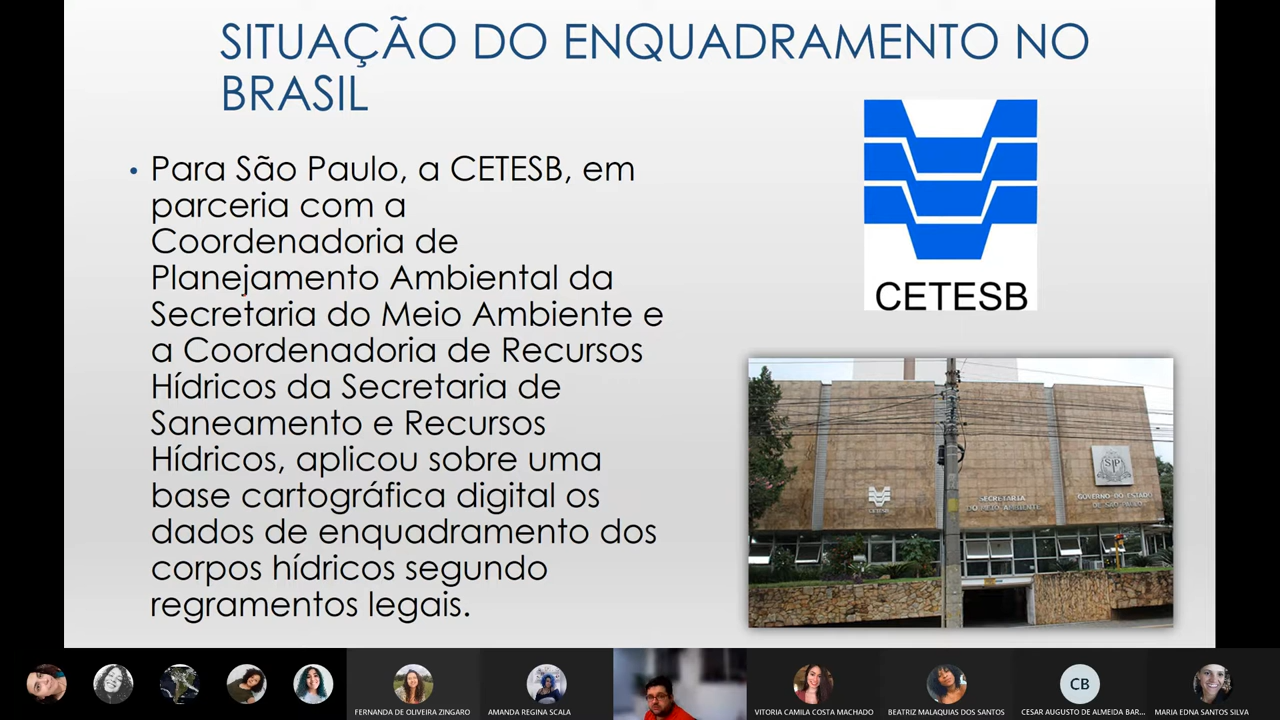 SITUAÇÃO DO ENQUADRAMENTO NO
BRASIL
• Para São Paulo, a CETESB, em
parceria com a
Coordenadoria de
Planejamento Ambiental da
Secretaria do Meio Ambiente e
a Coordenadoria de Recursos
Hídricos da Secretaria de
Saneamento e Recursos
Hídricos, aplicou sobre uma
base cartográfica digital os
dados de enquadramento dos
corpos hídricos segundo
regramentos legais.
CETESB
CETESB
SECRETARIA
DO MEIO AMBIENTE
SP
GOVERNO DO ESTADO
DE SÃO PAULO
FERNANDA DE OLIVEIRA ZINGARO
AMANDA REGINA SCALA
VITORIA CAMILA COSTA MACHADO
BEATRIZ MALAQUIAS DOS SANTOS
CB
CESAR AUGUSTO DE ALMEIDA BAR...
MARIA EDNA SANTOS SILVA